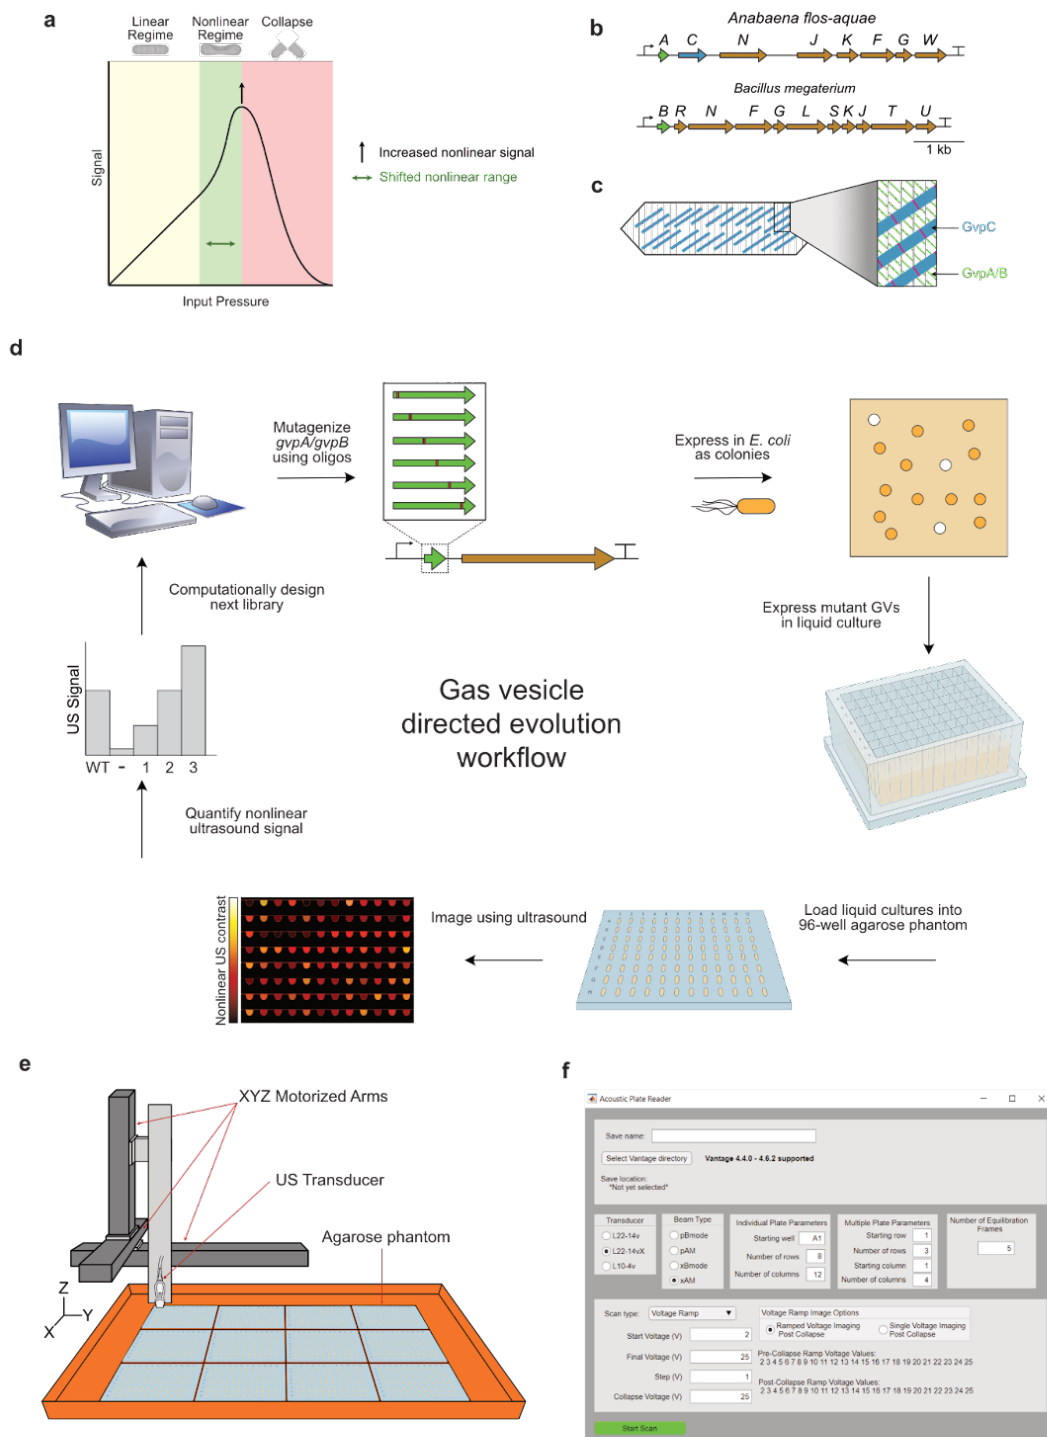 a
Linear
Regime
Nonlinear
Regime
Collapse
Signal
Input Pressure
Increased nonlinear signal
Shifted nonlinear range
b
Anabaena flos-aquae
A C N J K F G W
Bacillus megaterium
B R N F G L S K J T U
1 kb
c
GvpC
GvpA/B
d
Mutagenize
gvpA/gvpB
using oligos
Express in E. coli
as colonies
Express mutant GVs
in liquid culture
Computationally design
next library
US Signal
WT - 1 2 3
Gas vesicle
directed evolution
workflow
Quantify nonlinear
ultrasound signal
Nonlinear US contrast
Image using ultrasound
Load liquid cultures into
96-well agarose phantom
e
XYZ Motorized Arms
US Transducer
Agarose phantom
Z
Y
X
f
Acoustic Plate Reader
Save name:
Select Vantage directory
Vantage 4.4.0 - 4.6.2 supported
Save location:
*Not yet selected*
Transducer
L22-14v
L22-14vX
L10-4v
Beam Type
pBmode
pAM
xBmode
xAM
Individual Plate Parameters
Starting well A1
Number of rows 8
Number of columns 12
Multiple Plate Parameters
Starting row 1
Number of rows 3
Starting column 1
Number of columns 4
Number of Equilibration
Frames
5
Scan type: Voltage Ramp
Start Voltage (V) 2
Final Voltage (V) 25
Step (V) 1
Collapse Voltage (V) 25
Voltage Ramp Image Options
Ramped Voltage Imaging
Post Collapse
Single Voltage Imaging
Post Collapse
Pre-Collapse Ramp Voltage Values:
2 3 4 5 6 7 8 9 10 11 12 13 14 15 16 17 18 19 20 21 22 23 24 25
Post-Collapse Ramp Voltage Values:
2 3 4 5 6 7 8 9 10 11 12 13 14 15 16 17 18 19 20 21 22 23 24 25
Start Scan